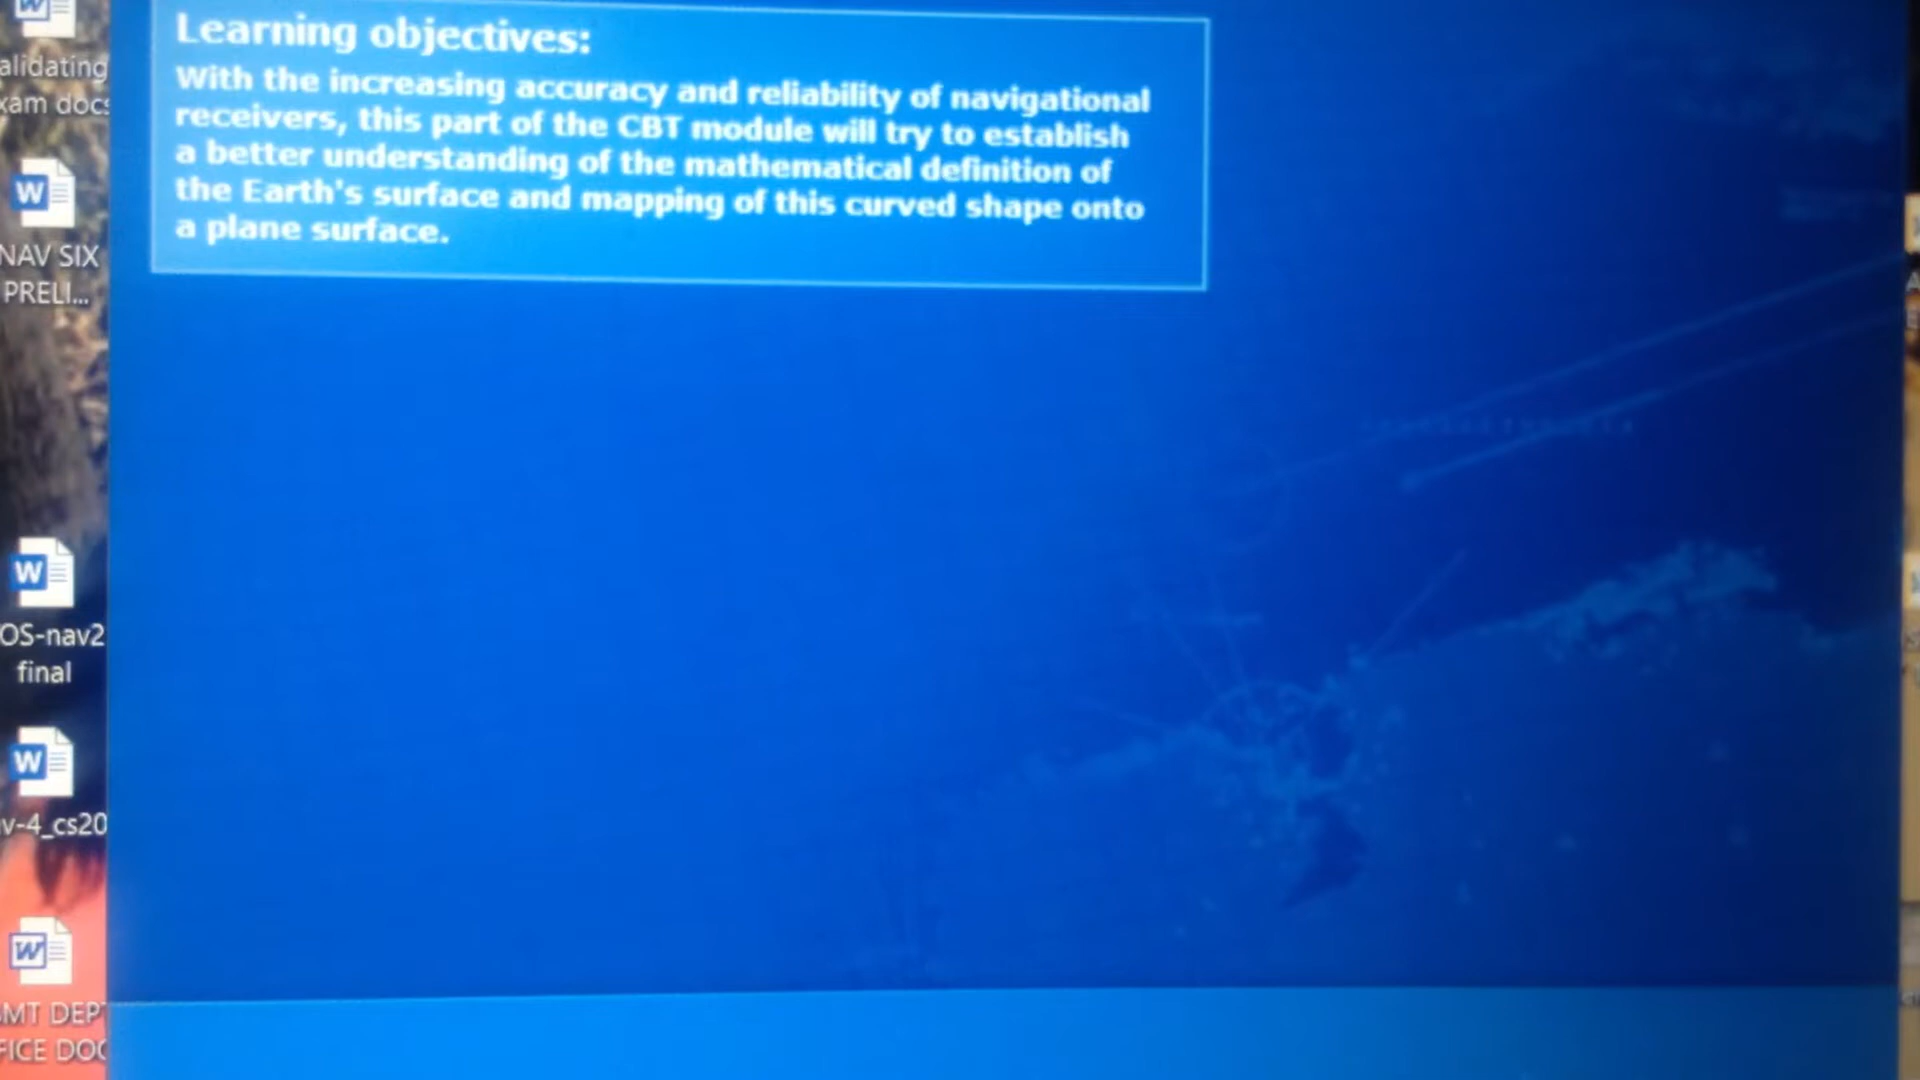 Learning objectives:
With the increasing accuracy and reliability of navigational
receivers, this part of the CBT module will try to establish
a better understanding of the mathematical definition of
the Earth's surface and mapping of this curved shape onto
a plane surface.
alidating
xam docs
NAV SIX
PRELI...
OS-nav2
final
v-4_cs20
MT DEPT
FICE DOC